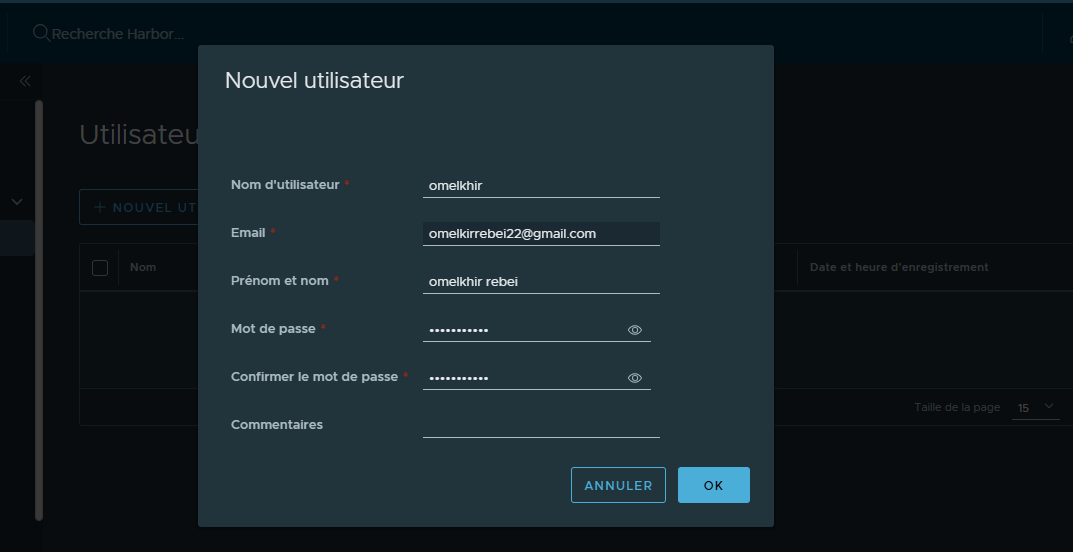 Recherche Harbor...
Nouvel utilisateur
Utilisateu
Nom d'utilisateur * omelkhir
+ NOUVEL UT
Email * omelkirrebei22@gmail.com
Nom
Date et heure d'enregistrement
Prénom et nom * omelkhir rebei
Mot de passe * •••••••••••
Confirmer le mot de passe * •••••••••••
Taille de la page 15
Commentaires
ANNULER OK